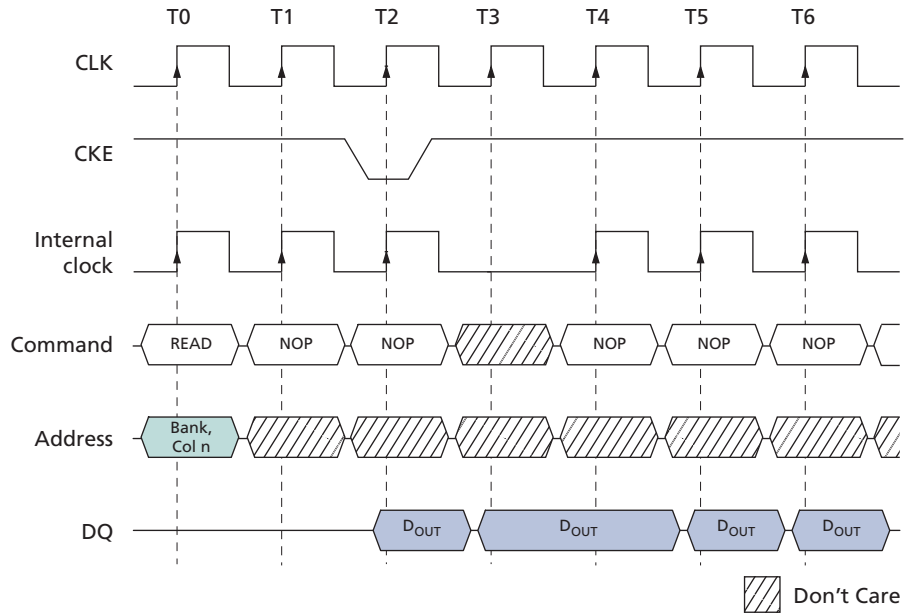 T0 T1 T2 T3 T4 T5 T6
CLK
CKE
Internal
clock
Command READ NOP NOP NOP NOP NOP
Address Bank,
Col n
DQ DOUT DOUT DOUT DOUT
Don't Care